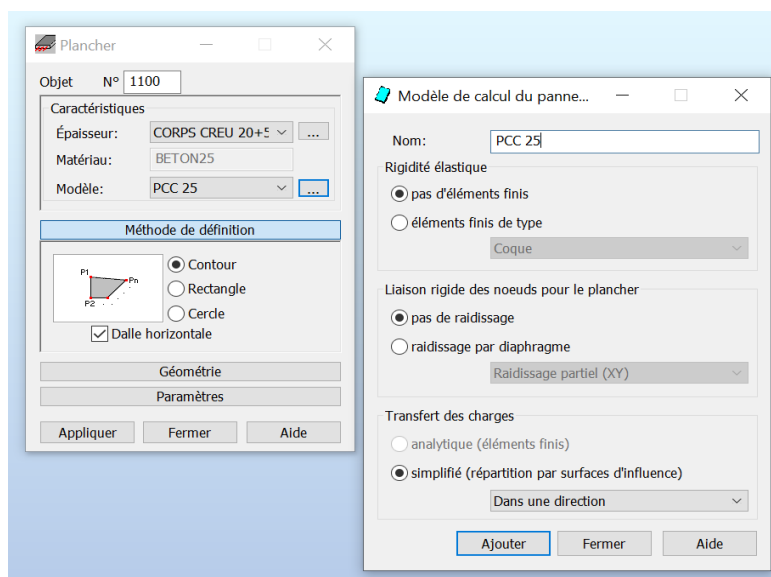 Plancher
Objet N° 1100
Caractéristiques
Épaisseur: CORPS CREU 20+5 ...
Matériau: BETON25
Modèle: PCC 25 ...
Méthode de définition
P1
Pn
P2
Contour
Rectangle
Cercle
Dalle horizontale
Géométrie
Paramètres
Appliquer Fermer Aide
Modèle de calcul du panne...
Nom: PCC 25
Rigidité élastique
pas d'éléments finis
éléments finis de type
Coque
Liaison rigide des noeuds pour le plancher
pas de raidissage
raidissage par diaphragme
Raidissage partiel (XY)
Transfert des charges
analytique (éléments finis)
simplifié (répartition par surfaces d'influence)
Dans une direction
Ajouter Fermer Aide